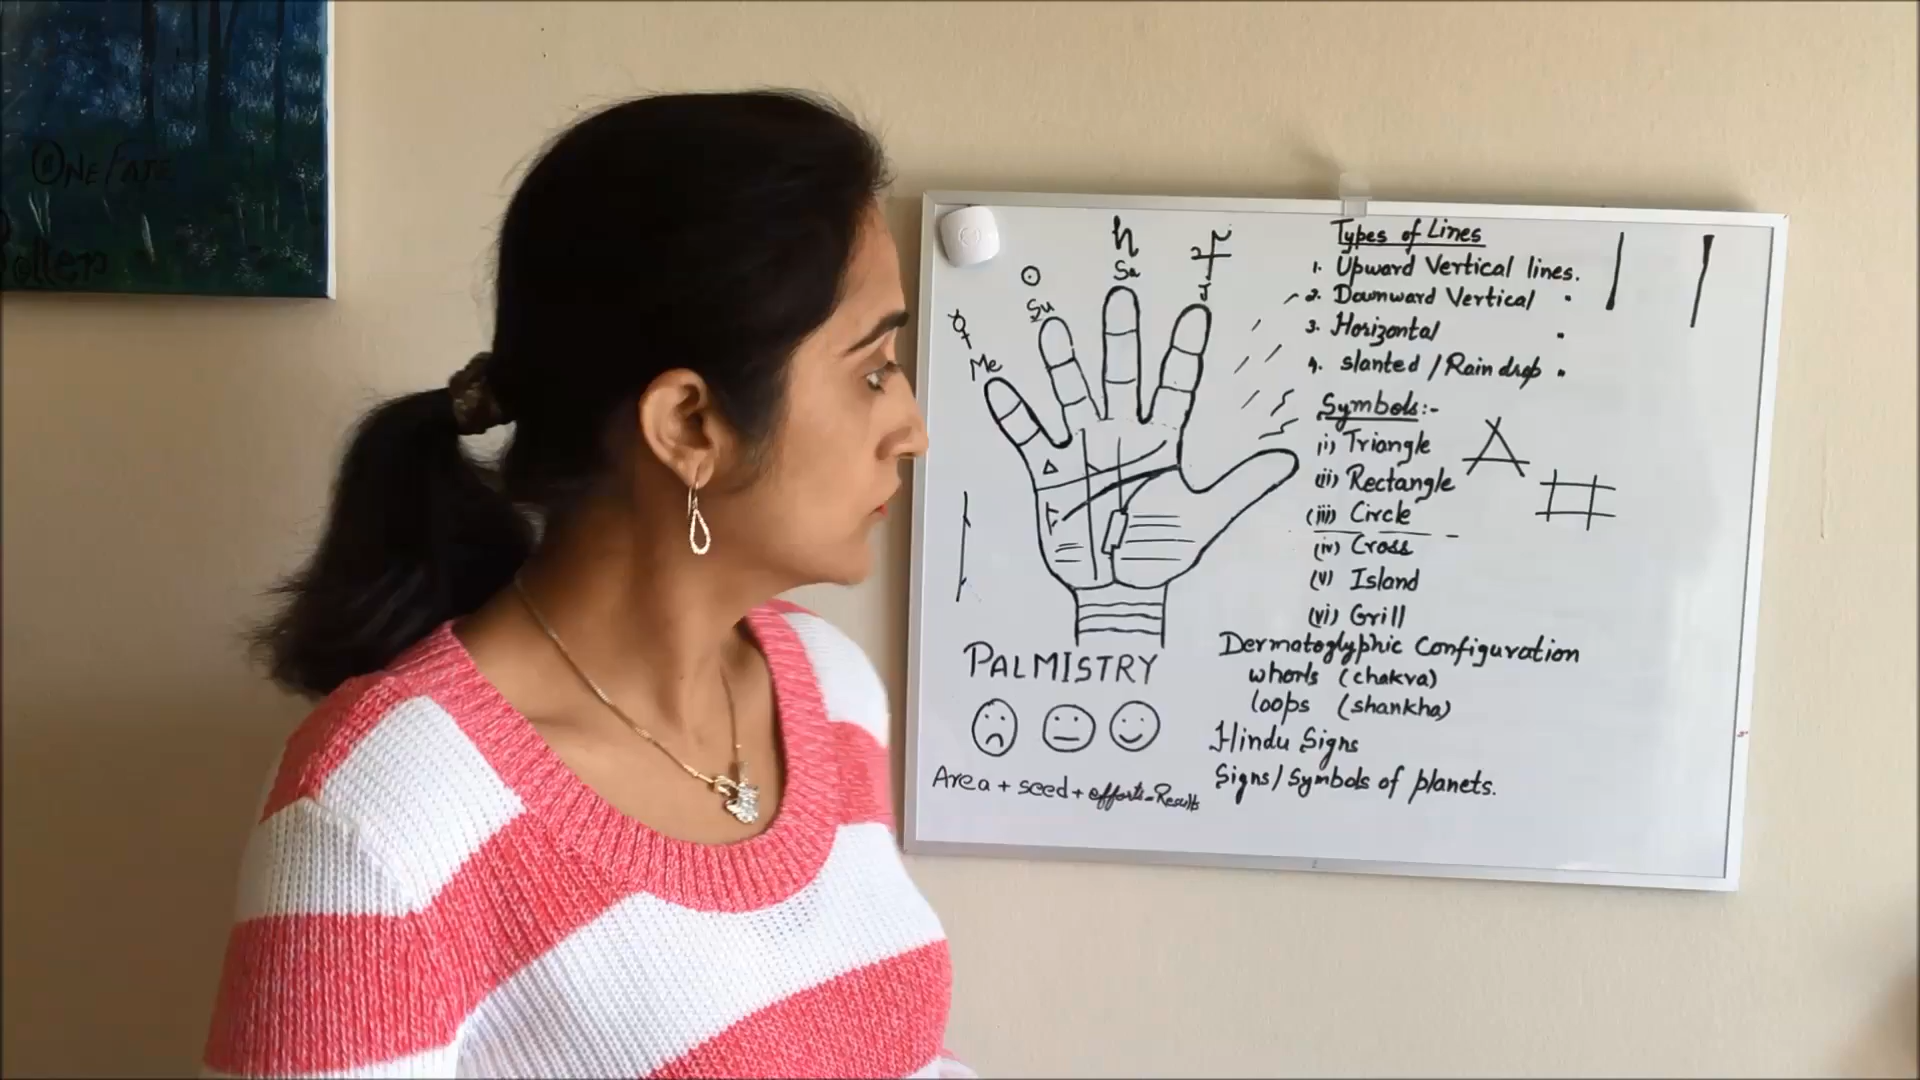 ONE FATE
Types of Lines
1. Upward Vertical lines.
2. Downward Vertical "
3. Horizontal "
4. slanted / Rain drop "
Symbols:-
(i) Triangle
(ii) Rectangle
(iii) Circle
(iv) Cross
(v) Island
(vi) Grill
Dermatoglyphic Configuration
whorls (chakra)
loops (shankha)
Hindu Signs
Signs/Symbols of planets.
♄
♃
Sa
☉
Su
☿
Me
PALMISTRY
Area + seed + efforts = Results